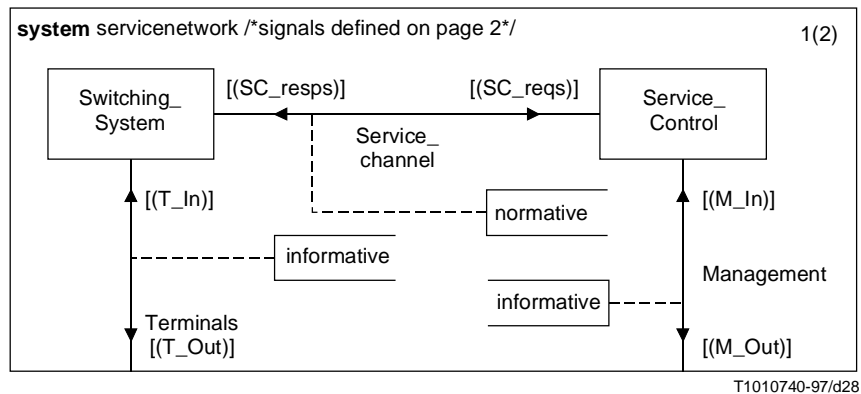 system servicenetwork /*signals defined on page 2*/
1(2)
Switching_
System
[(SC_resps)]
[(SC_reqs)]
Service_
Control
Service_
channel
[(T_In)]
normative
[(M_In)]
informative
Management
informative
Terminals
[(T_Out)]
[(M_Out)]
T1010740-97/d28